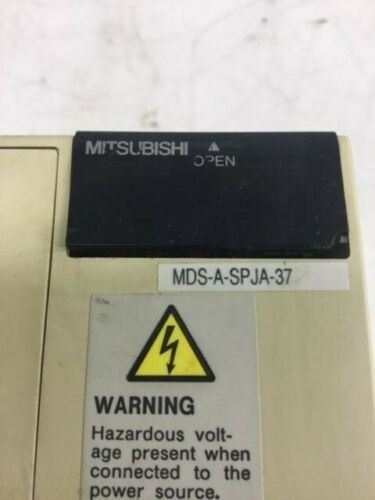 MITSUBISHI
OPEN
MDS-A-SPJA-37
WARNING
Hazardous volt-
age present when
connected to the
power source.